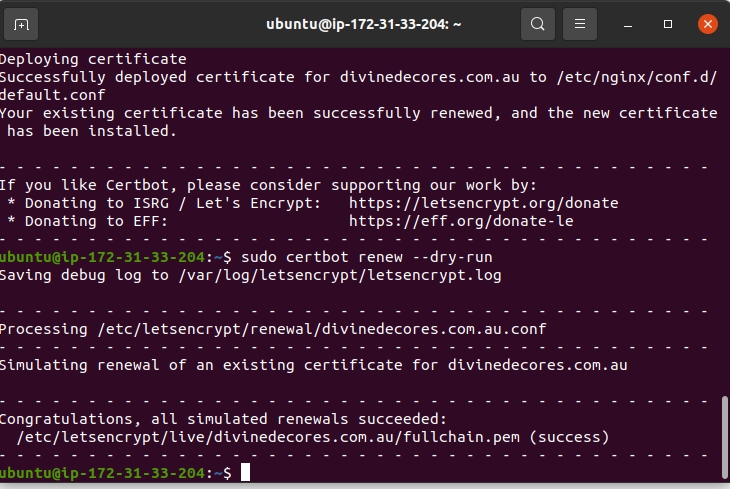 ubuntu@ip-172-31-33-204: ~
Deploying certificate
Successfully deployed certificate for divinedecores.com.au to /etc/nginx/conf.d/
default.conf
Your existing certificate has been successfully renewed, and the new certificate
 has been installed.
- - - - - - - - - - - - - - - - - - - - - - - - - - - - - - - - - - - - - - - -
If you like Certbot, please consider supporting our work by:
 * Donating to ISRG / Let's Encrypt:   https://letsencrypt.org/donate
 * Donating to EFF:                    https://eff.org/donate-le
- - - - - - - - - - - - - - - - - - - - - - - - - - - - - - - - - - - - - - - -
ubuntu@ip-172-31-33-204:~$ sudo certbot renew --dry-run
Saving debug log to /var/log/letsencrypt/letsencrypt.log
- - - - - - - - - - - - - - - - - - - - - - - - - - - - - - - - - - - - - - - -
Processing /etc/letsencrypt/renewal/divinedecores.com.au.conf
- - - - - - - - - - - - - - - - - - - - - - - - - - - - - - - - - - - - - - - -
Simulating renewal of an existing certificate for divinedecores.com.au
- - - - - - - - - - - - - - - - - - - - - - - - - - - - - - - - - - - - - - - -
Congratulations, all simulated renewals succeeded:
  /etc/letsencrypt/live/divinedecores.com.au/fullchain.pem (success)
- - - - - - - - - - - - - - - - - - - - - - - - - - - - - - - - - - - - - - - -
ubuntu@ip-172-31-33-204:~$